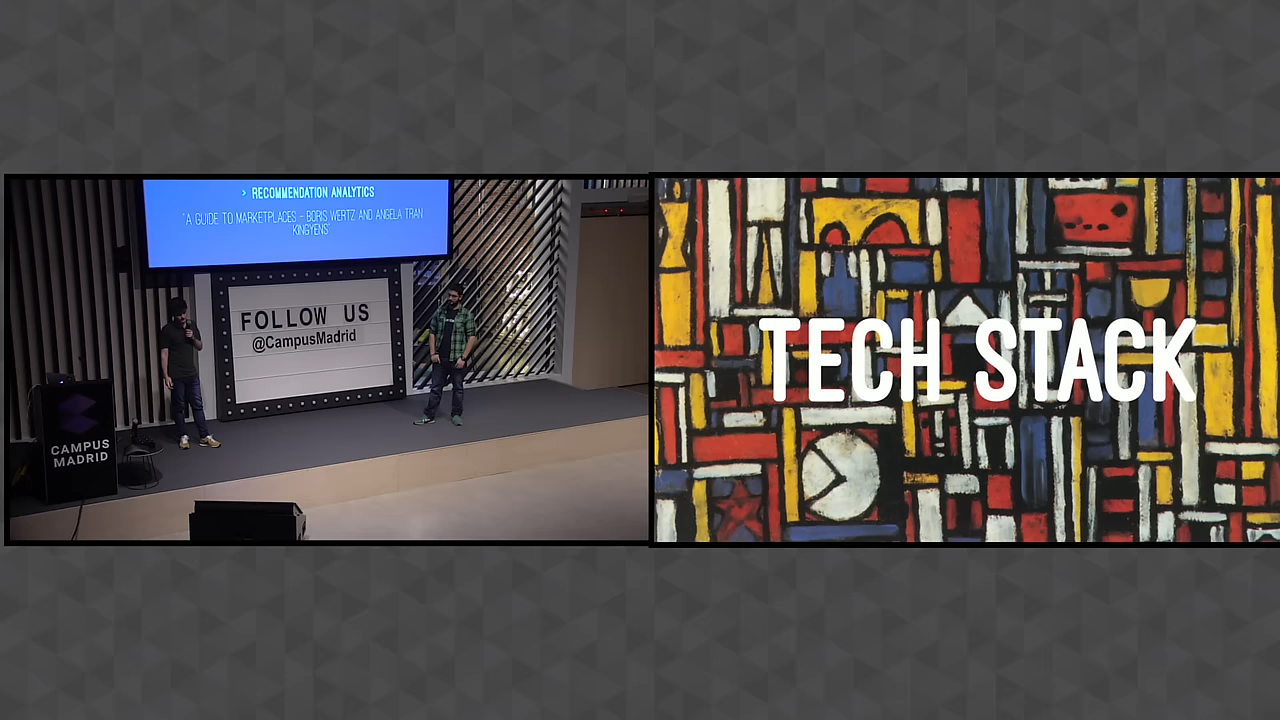 > RECOMMENDATION ANALYTICS
"A GUIDE TO MARKETPLACES - BORIS WERTZ AND ANGELA TRAN
KINGYENS"
FOLLOW US
@CampusMadrid
CAMPUS
MADRID
TECH STACK